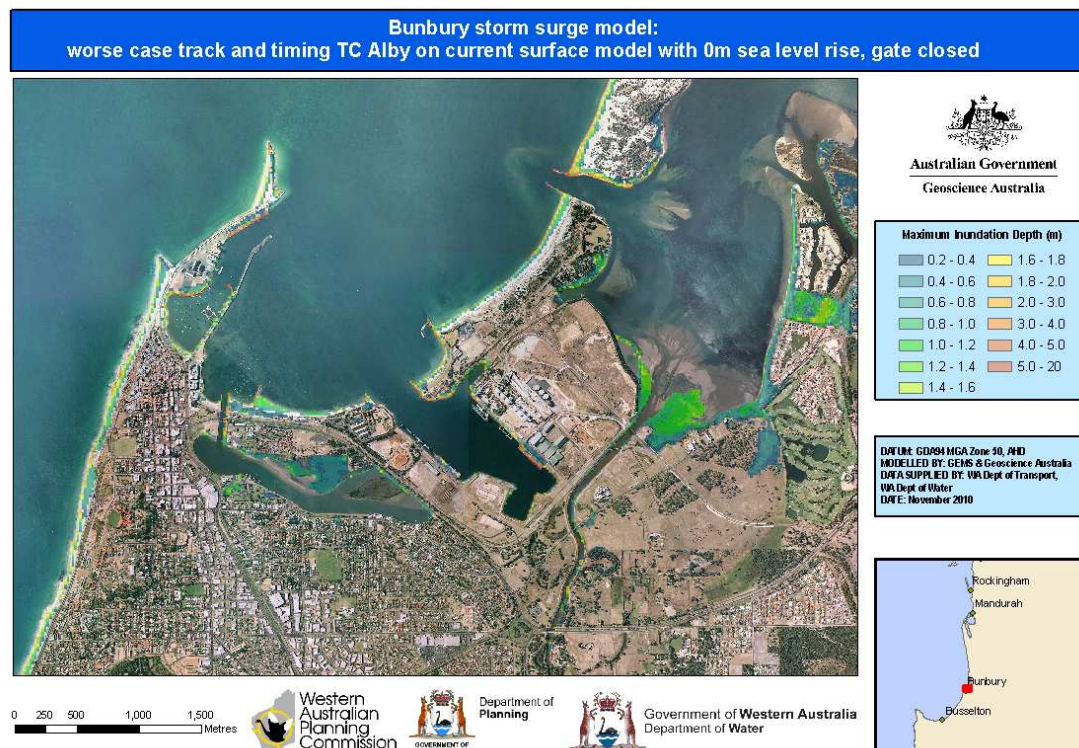 Bunbury storm surge model:
worse case track and timing TC Alby on current surface model with 0m sea level rise, gate closed
Australian Government
Geoscience Australia
Maximum Inundation Depth (m)
0.2 - 0.4
0.4 - 0.6
0.6 - 0.8
0.8 - 1.0
1.0 - 1.2
1.2 - 1.4
1.4 - 1.6
1.6 - 1.8
1.8 - 2.0
2.0 - 3.0
3.0 - 4.0
4.0 - 5.0
5.0 - 20
DATUM: GDA94 MGA Zone 50, AHD
MODELLED BY: GEMS & Geoscience Australia
DATA SUPPLIED BY: WA Dept of Transport,
WA Dept of Water
DATE: November 2010
Rockingham
Mandurah
Bunbury
Busselton
0 250 500 1,000 1,500
Metres
Western
Australian
Planning
Commission
Department of
Planning
GOVERNMENT OF
Government of Western Australia
Department of Water